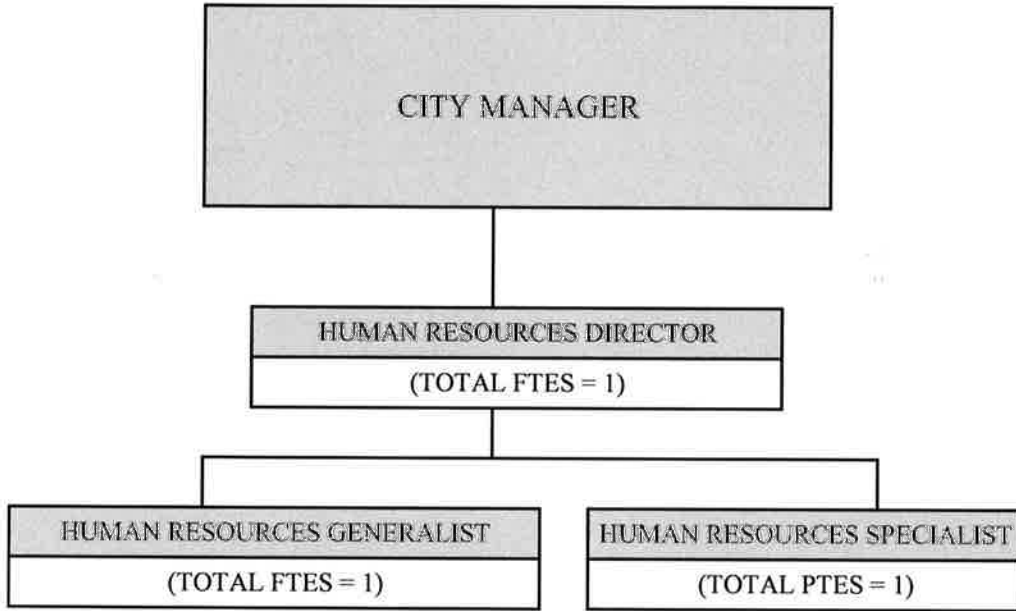 CITY MANAGER
HUMAN RESOURCES DIRECTOR
(TOTAL FTES = 1)
HUMAN RESOURCES GENERALIST
(TOTAL FTES = 1)
HUMAN RESOURCES SPECIALIST
(TOTAL PTES = 1)